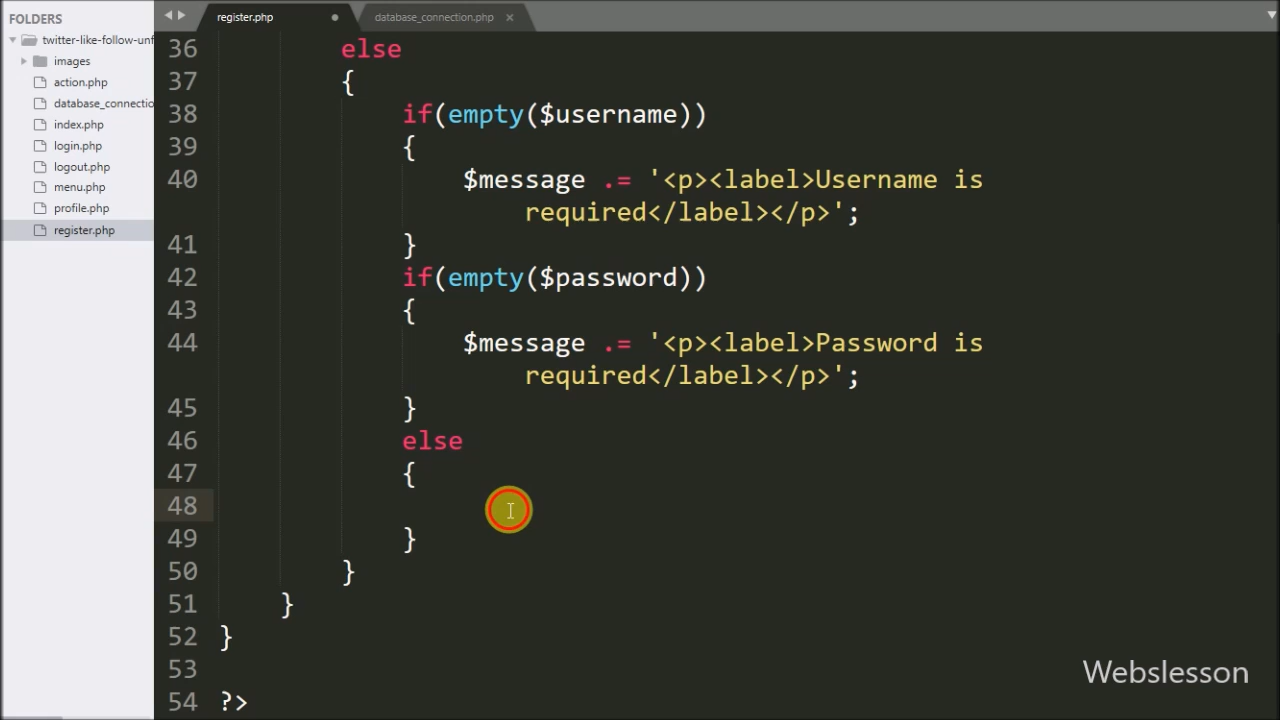 FOLDERS
twitter-like-follow-unf
images
action.php
database_connectio
index.php
login.php
logout.php
menu.php
profile.php
register.php
register.php
database_connection.php
36 else
37 {
38 if(empty($username))
39 {
40 $message .= '<p><label>Username is
required</label></p>';
41 }
42 if(empty($password))
43 {
44 $message .= '<p><label>Password is
required</label></p>';
45 }
46 else
47 {
48
49 }
50 }
51 }
52 }
53
54 ?>
Webslesson